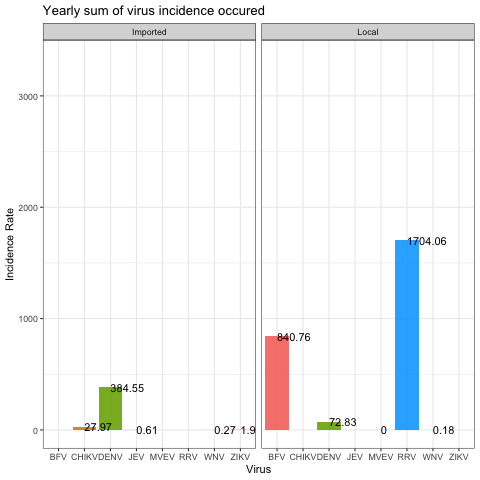 Yearly sum of virus incidence occured
Imported
Local
Incidence Rate
3000
2000
1000
0
27.97
384.55
0.61
0.27
1.9
840.76
72.83
0
1704.06
0.18
BFV CHIKV DENV JEV MVEV RRV WNV ZIKV
BFV CHIKV DENV JEV MVEV RRV WNV ZIKV
Virus